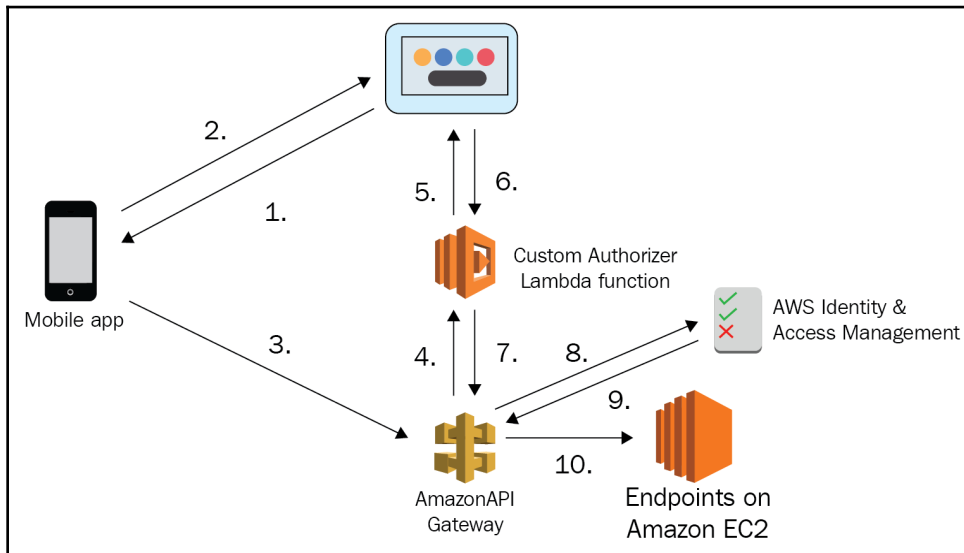 2.
1.
5.
6.
Custom Authorizer
Lambda function
Mobile app
AWS Identity &
Access Management
3.
4.
7.
8.
9.
10.
AmazonAPI
Gateway
Endpoints on
Amazon EC2